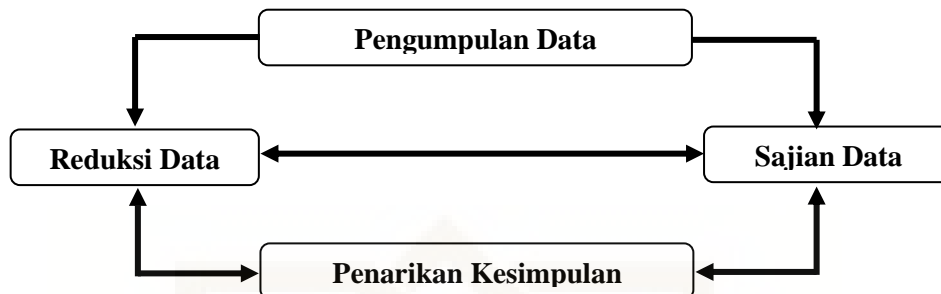 Pengumpulan Data
Reduksi Data
Sajian Data
Penarikan Kesimpulan